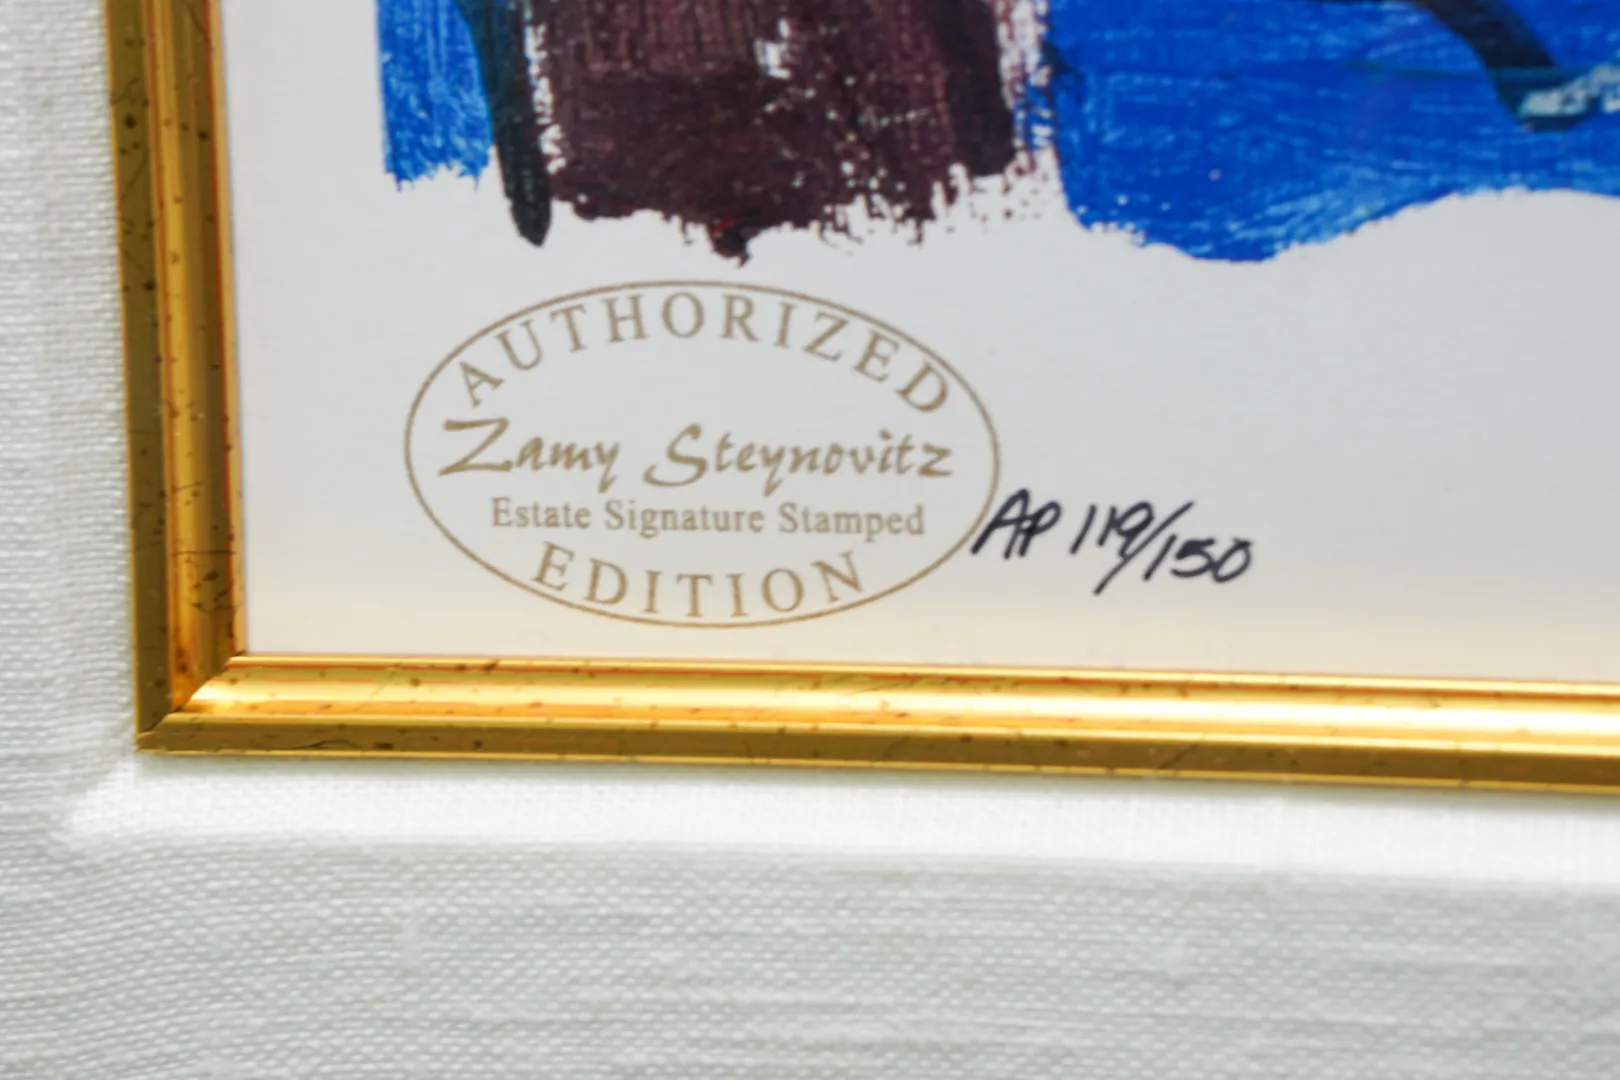 AUTHORIZED
Zamy Steynovitz
Estate Signature Stamped
EDITION
AP 119/150